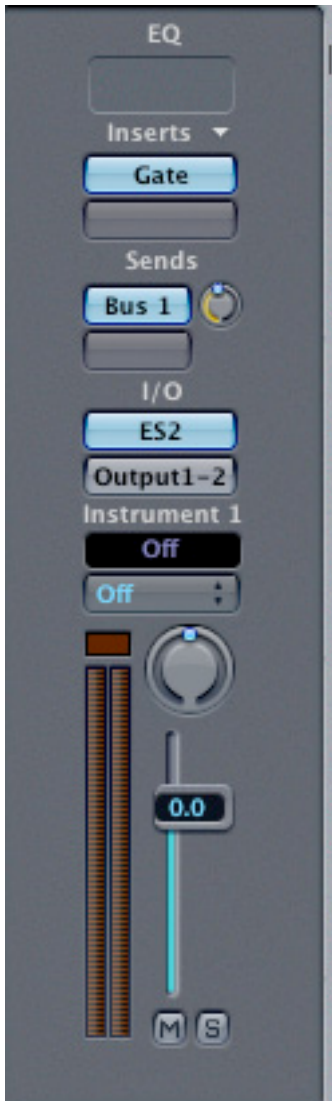 EQ
Inserts
Gate
Sends
Bus 1
I/O
ES2
Output1-2
Instrument 1
Off
Off
0.0
M S